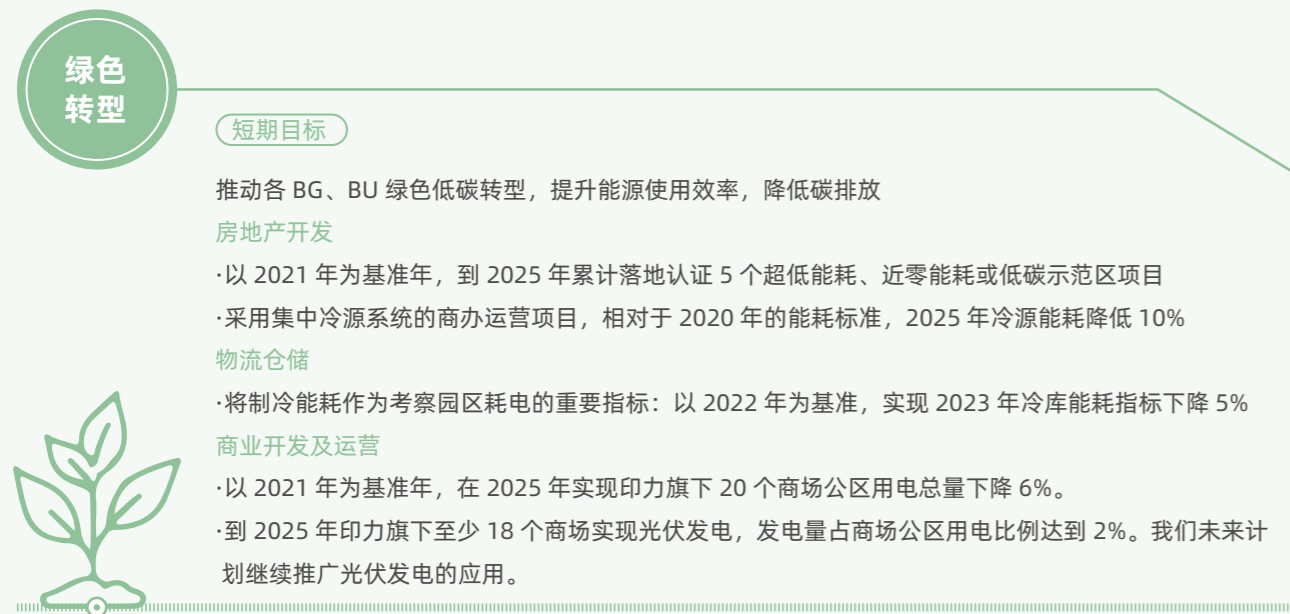 绿色
转型
短期目标
推动各 BG、BU 绿色低碳转型，提升能源使用效率，降低碳排放
房地产开发
·以 2021 年为基准年，到 2025 年累计落地认证 5 个超低能耗、近零能耗或低碳示范区项目
·采用集中冷源系统的商办运营项目，相对于 2020 年的能耗标准，2025 年冷源能耗降低 10%
物流仓储
·将制冷能耗作为考察园区耗电的重要指标：以 2022 年为基准，实现 2023 年冷库能耗指标下降 5%
商业开发及运营
·以 2021 年为基准年，在 2025 年实现印力旗下 20 个商场公区用电总量下降 6%。
·到 2025 年印力旗下至少 18 个商场实现光伏发电，发电量占商场公区用电比例达到 2%。我们未来计
划继续推广光伏发电的应用。